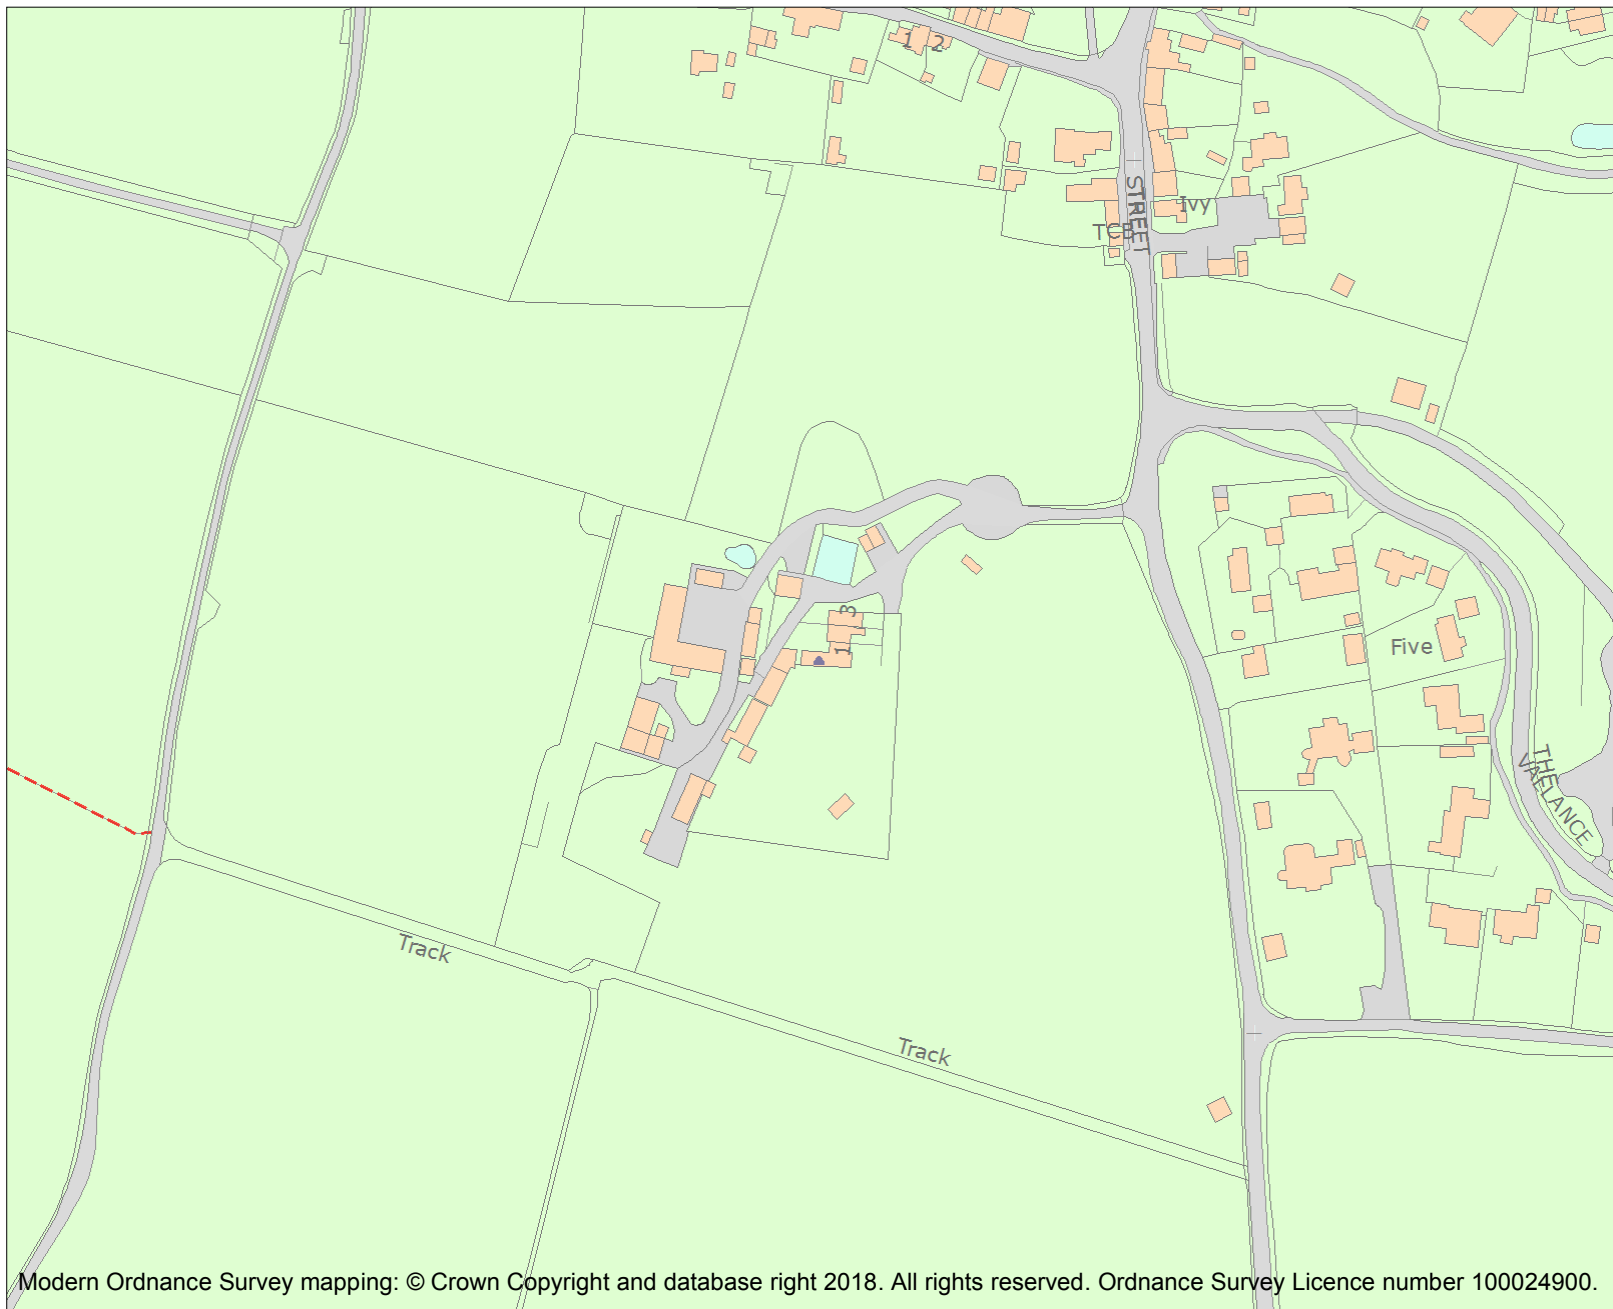 1 2
STREET
Ivy
TCB
3
1
Five
THE
VAELANCE
Track
Track
Modern Ordnance Survey mapping: © Crown Copyright and database right 2018. All rights reserved. Ordnance Survey Licence number 100024900.